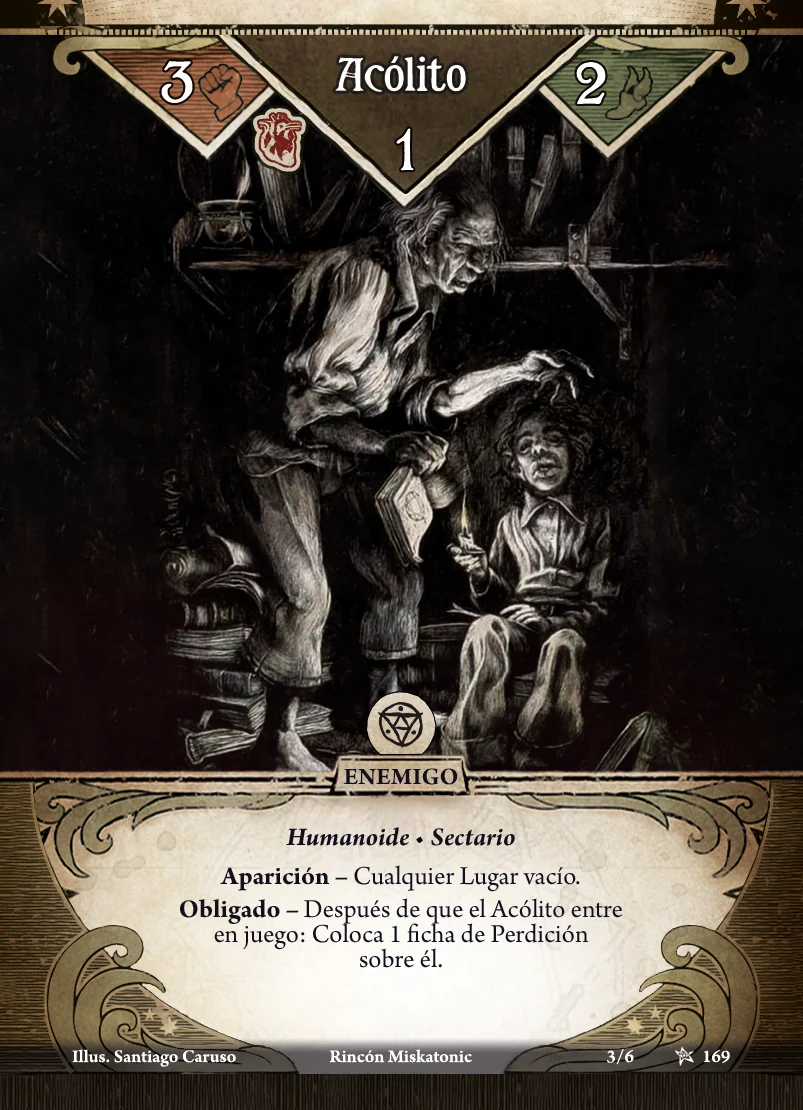 3
Acólito
2
1
ENEMIGO
Humanoide • Sectario
Aparición – Cualquier Lugar vacío.
Obligado – Después de que el Acólito entre
en juego: Coloca 1 ficha de Perdición
sobre él.
Illus. Santiago Caruso
Rincón Miskatonic
3/6
169